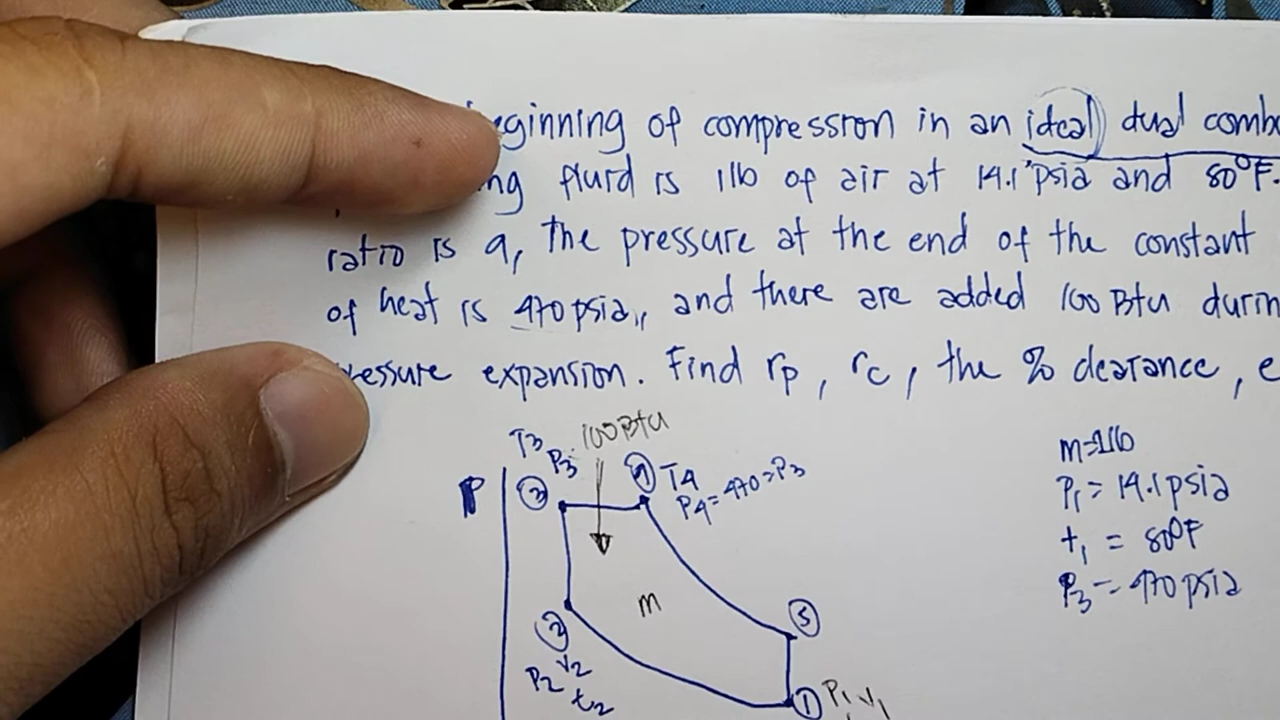 eginning of compression in an ideal dual comb
ng fluid is 1lb of air at 14.1 psia and 80°F.
ratio is 9, the pressure at the end of the constant
of heat is 470 psia,, and there are added 100 Btu durin
ressure expansion. Find rp, rc, the % clearance, e
T3 100 Btu
P3
P ③ ④ T4
P4=470=P3
m
⑤
②
P2 V2
t2
① P1 V1
m=1lb
P1 = 14.1 psia
t1 = 80°F
P3 = 470 psia